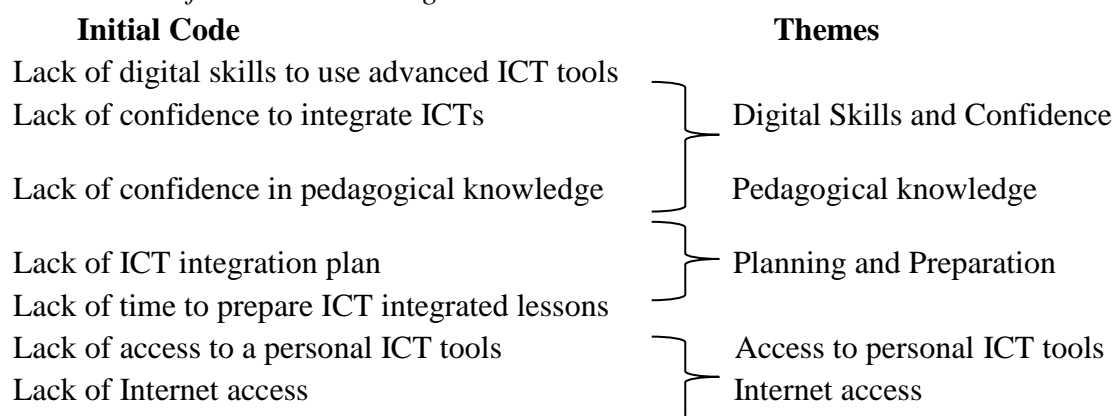 Initial Code Themes
Lack of digital skills to use advanced ICT tools
Lack of confidence to integrate ICTs Digital Skills and Confidence
Lack of confidence in pedagogical knowledge Pedagogical knowledge
Lack of ICT integration plan Planning and Preparation
Lack of time to prepare ICT integrated lessons
Lack of access to a personal ICT tools Access to personal ICT tools
Lack of Internet access Internet access